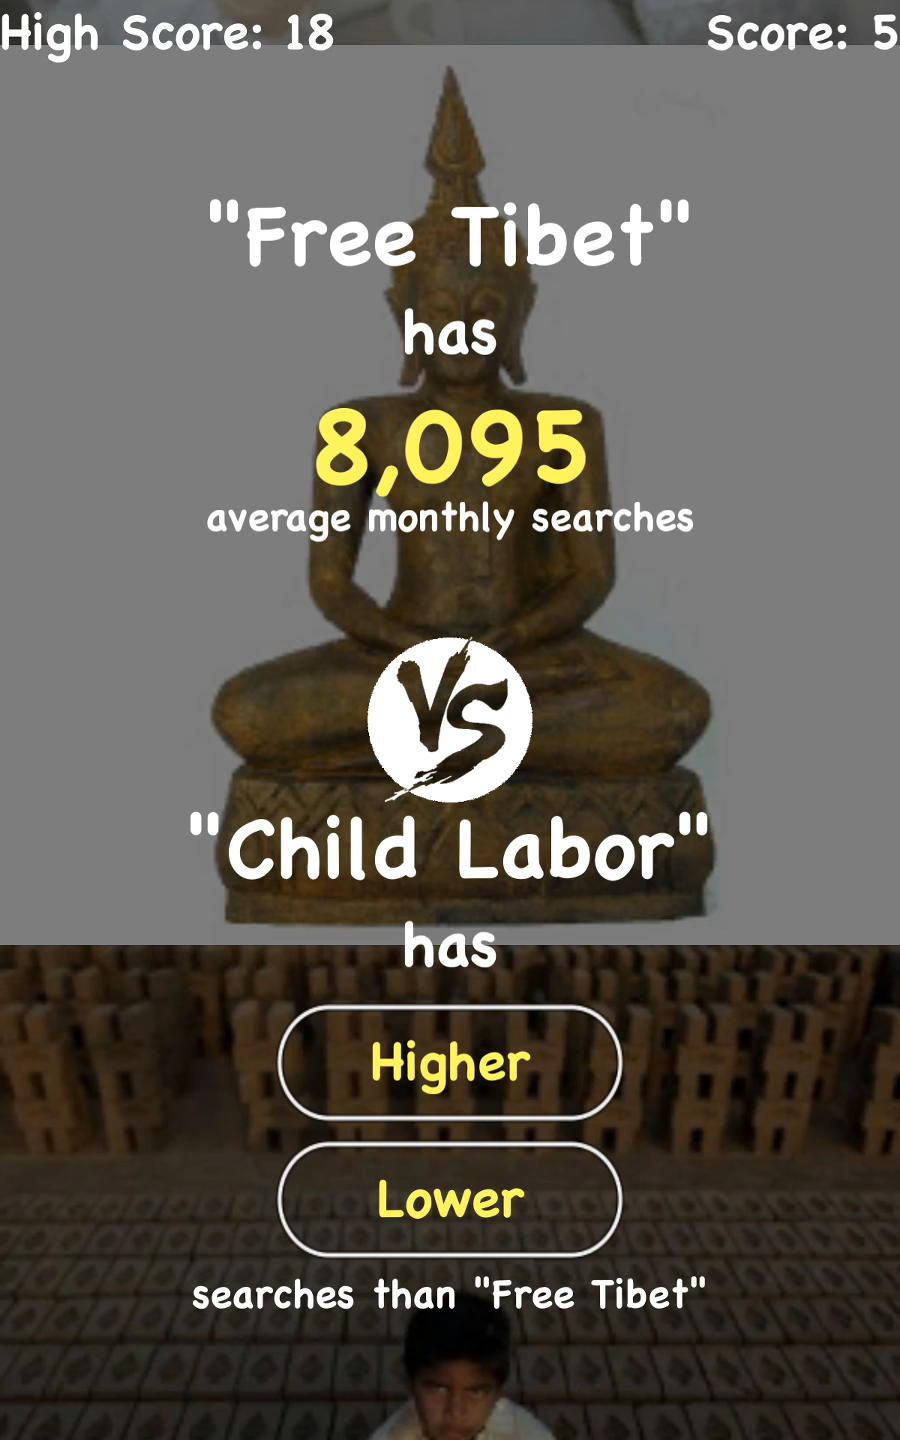 High Score: 18
Score: 5
"Free Tibet"
has
8,095
average monthly searches
VS
"Child Labor"
has
Higher
Lower
searches than "Free Tibet"